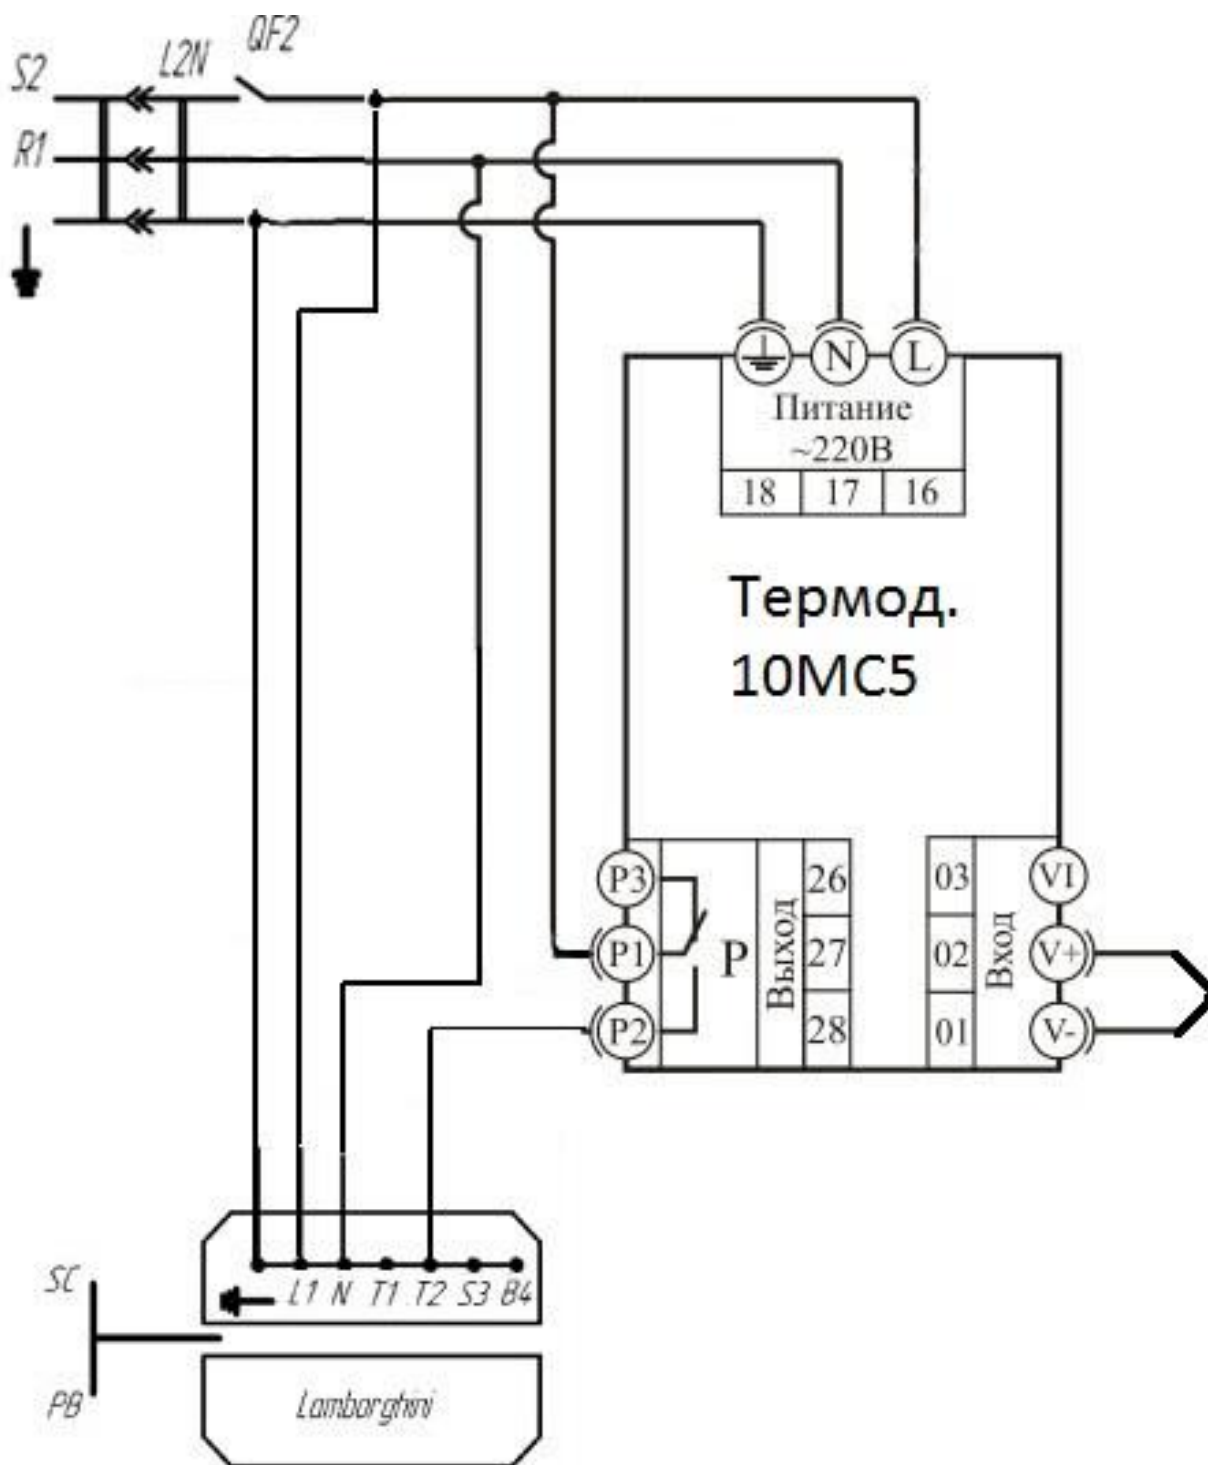 QF2
L2N
S2
R1
N L
Питание
~220В
18 17 16
Термод.
10МС5
P3 26 03 VI
P1 P Выход 27 02 Вход V+
P2 28 01 V-
L1 N T1 T2 S3 B4
SC
PB
Lamborghini